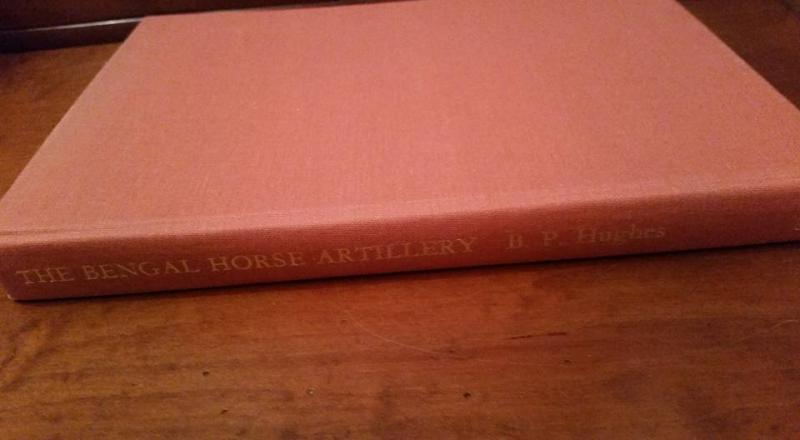 THE BENGAL HORSE ARTILLERY B. P. Hughes